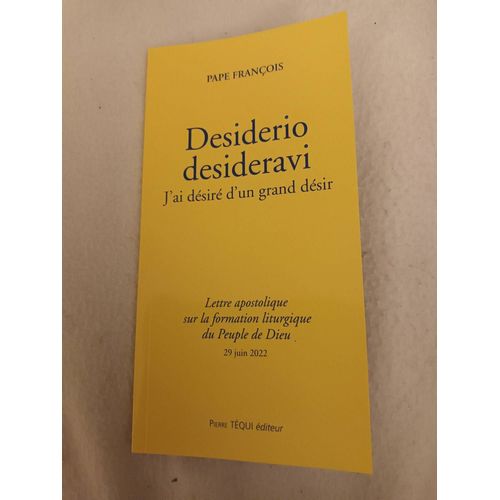 PAPE FRANÇOIS
Desiderio
desideravi
J'ai désiré d'un grand désir
Lettre apostolique
sur la formation liturgique
du Peuple de Dieu
29 juin 2022
PIERRE TÉQUI éditeur